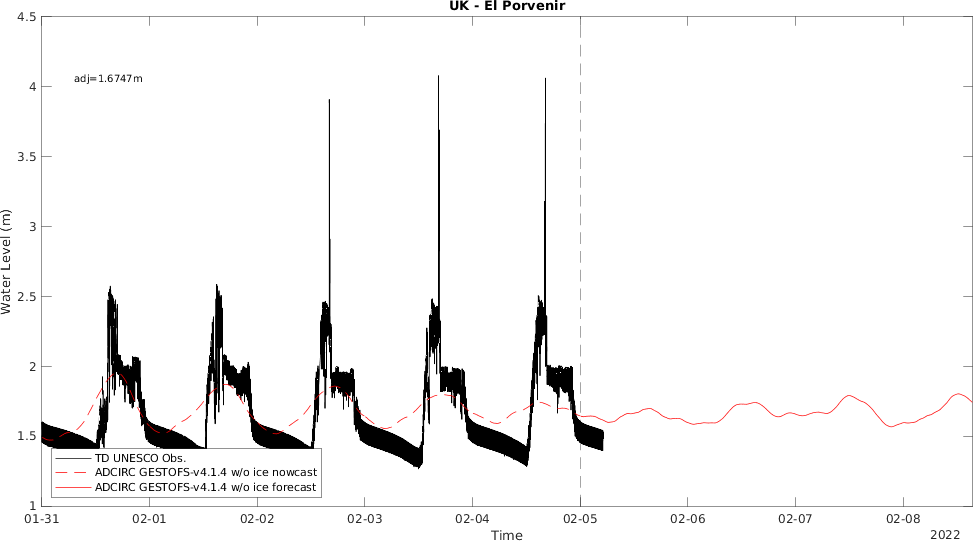 UK - El Porvenir
4.5
adj=1.6747m
4
3.5
3
2.5
2
1.5
1
Water Level (m)
TD UNESCO Obs.
ADCIRC GESTOFS-v4.1.4 w/o ice nowcast
ADCIRC GESTOFS-v4.1.4 w/o ice forecast
01-31 02-01 02-02 02-03 02-04 02-05 02-06 02-07 02-08
Time
2022